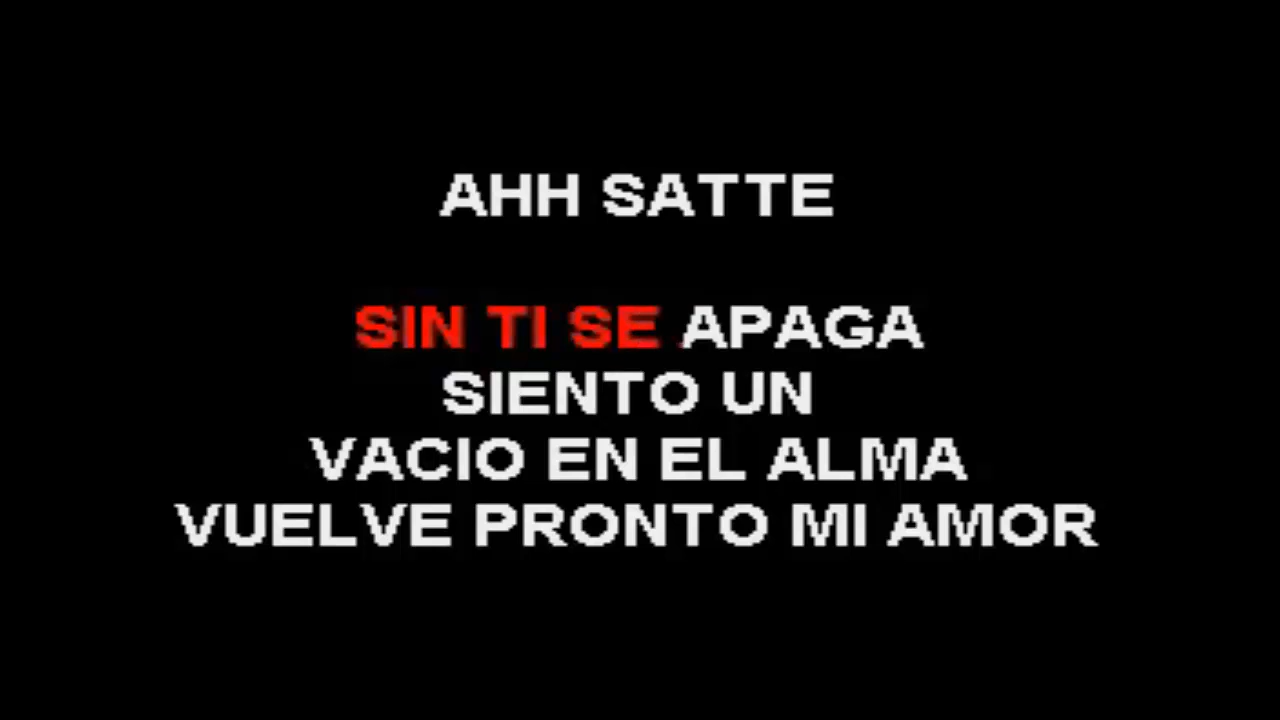 AHH SATTE
SIN TI SE APAGA
SIENTO UN
VACIO EN EL ALMA
VUELVE PRONTO MI AMOR